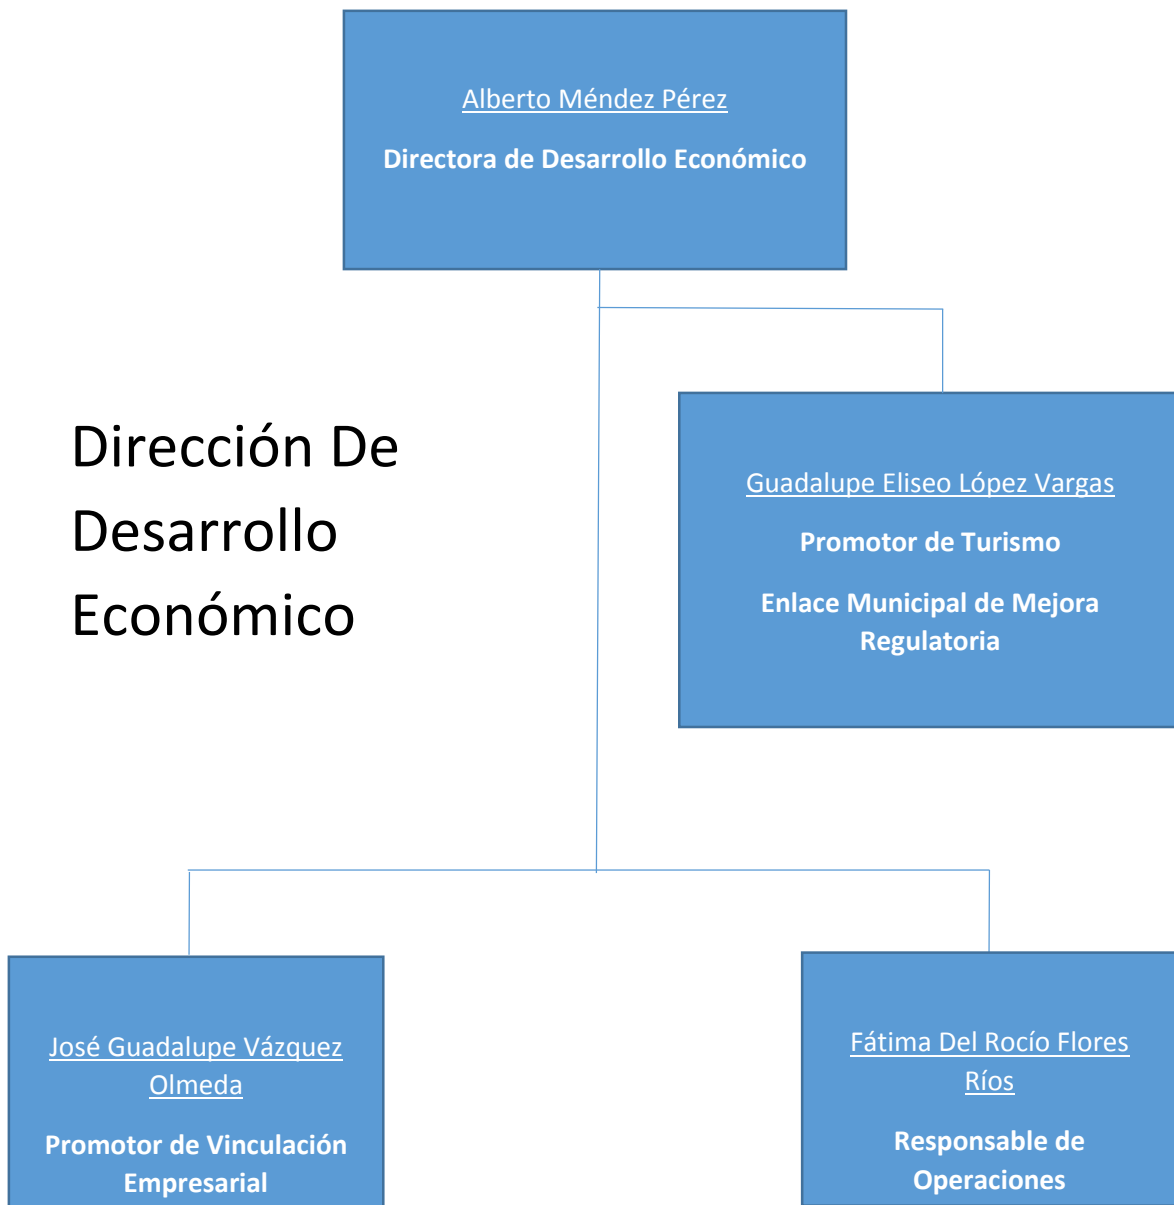 Alberto Méndez Pérez
Directora de Desarrollo Económico
Dirección De
Desarrollo
Económico
Guadalupe Eliseo López Vargas
Promotor de Turismo
Enlace Municipal de Mejora
Regulatoria
José Guadalupe Vázquez
Olmeda
Promotor de Vinculación
Empresarial
Fátima Del Rocío Flores
Ríos
Responsable de
Operaciones